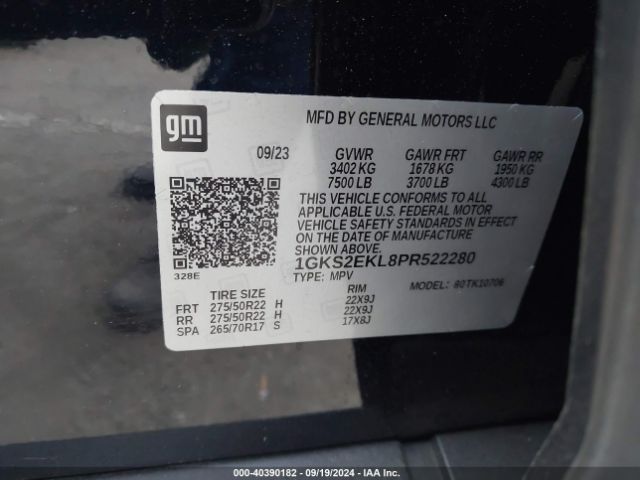 gm
MFD BY GENERAL MOTORS LLC
09/23 GVWR GAWR FRT GAWR RR
3402 KG 1678 KG 1950 KG
7500 LB 3700 LB 4300 LB
THIS VEHICLE CONFORMS TO ALL
APPLICABLE U.S. FEDERAL MOTOR
VEHICLE SAFETY STANDARDS IN EFFECT
ON THE DATE OF MANUFACTURE
SHOWN ABOVE.
1GKS2EKL8PR522280
328E
TYPE: MPV MODEL: 80TK10706
TIRE SIZE RIM
FRT 275/50R22 H 22X9J
RR 275/50R22 H 22X9J
SPA 265/70R17 S 17X8J
000-40390182 - 09/19/2024 - IAA Inc.